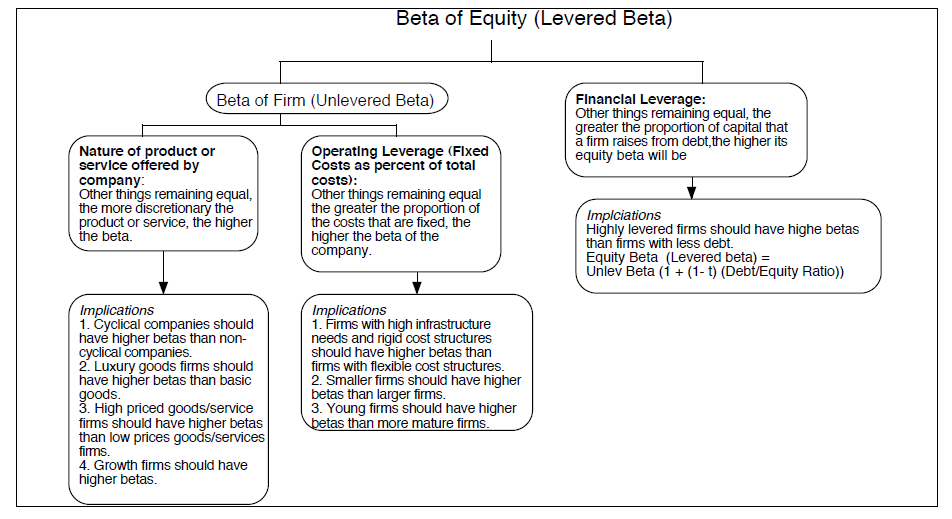 Beta of Equity (Levered Beta)
Beta of Firm (Unlevered Beta)
Nature of product or
service offered by
company:
Other things remaining equal,
the more discretionary the
product or service, the higher
the beta.
Operating Leverage (Fixed
Costs as percent of total
costs):
Other things remaining equal
the greater the proportion of
the costs that are fixed, the
higher the beta of the
company.
Financial Leverage:
Other things remaining equal, the
greater the proportion of capital that
a firm raises from debt,the higher its
equity beta will be
Implciations
Highly levered firms should have highe betas
than firms with less debt.
Equity Beta (Levered beta) =
Unlev Beta (1 + (1- t) (Debt/Equity Ratio))
Implications
1. Cyclical companies should
have higher betas than non-
cyclical companies.
2. Luxury goods firms should
have higher betas than basic
goods.
3. High priced goods/service
firms should have higher betas
than low prices goods/services
firms.
4. Growth firms should have
higher betas.
Implications
1. Firms with high infrastructure
needs and rigid cost structures
should have higher betas than
firms with flexible cost structures.
2. Smaller firms should have higher
betas than larger firms.
3. Young firms should have higher
betas than more mature firms.